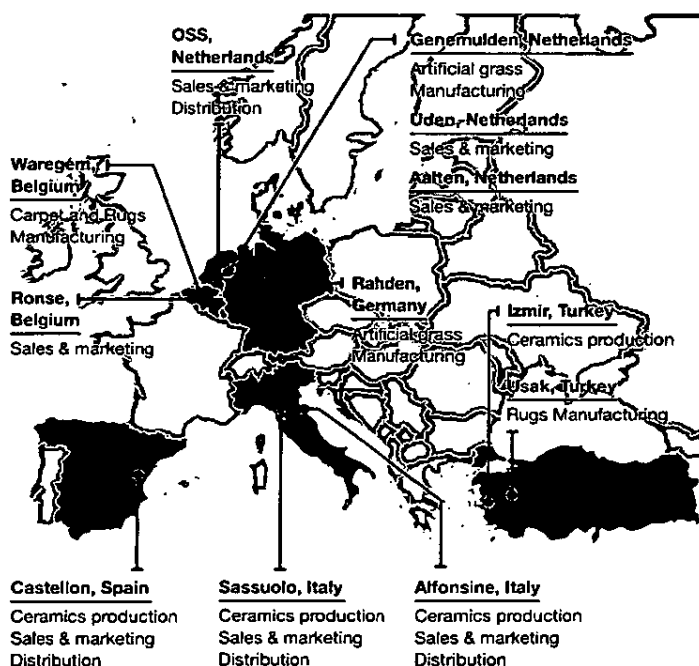 OSS,
Netherlands
Sales & marketing
Distribution
Genemuiden, Netherlands
Artificial grass
Manufacturing
Uden, Netherlands
Sales & marketing
Aalten, Netherlands
Sales & marketing
Waregem,
Belgium
Carpet and Rugs
Manufacturing
Ronse,
Belgium
Sales & marketing
Rahden,
Germany
Artificial grass
Manufacturing
Izmir, Turkey
Ceramics production
Usak, Turkey
Rugs Manufacturing
Castellon, Spain
Ceramics production
Sales & marketing
Distribution
Sassuolo, Italy
Ceramics production
Sales & marketing
Distribution
Alfonsine, Italy
Ceramics production
Sales & marketing
Distribution